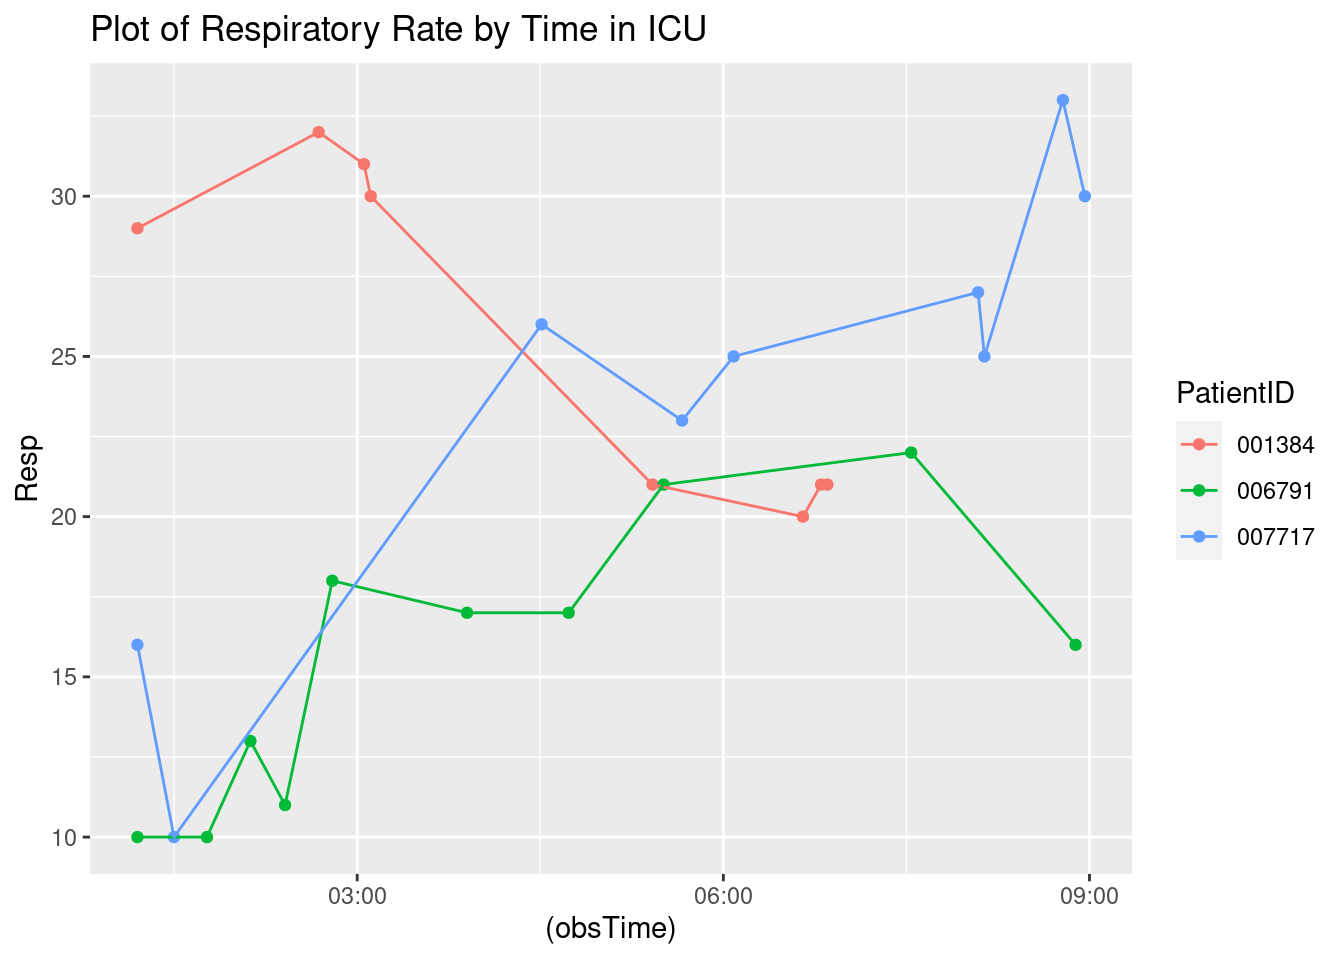 Plot of Respiratory Rate by Time in ICU
Resp
30
25
20
15
10
03:00 06:00 09:00
(obsTime)
PatientID
001384
006791
007717